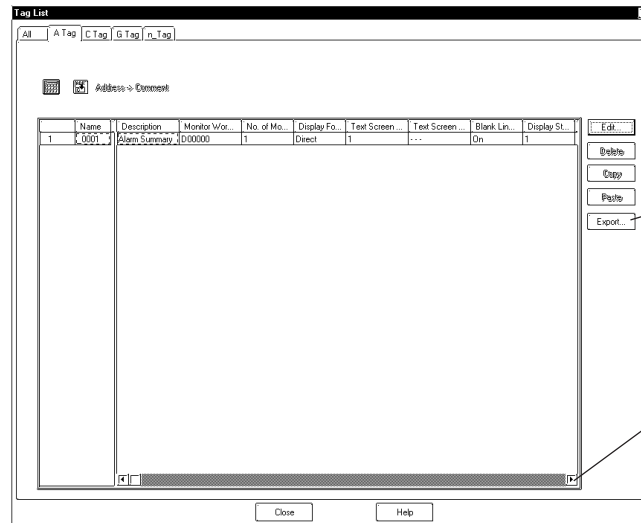 Tag List
All A Tag C Tag G Tag n_Tag
Address -> Comment
Name Description Monitor Wor... No. of Mo... Display Fo... Text Screen ... Text Screen ... Blank Lin... Display St...
1 _0001 Alarm Summary D00000 1 Direct 1 --- On 1
Edit...
Delete
Copy
Paste
Export...
Close Help